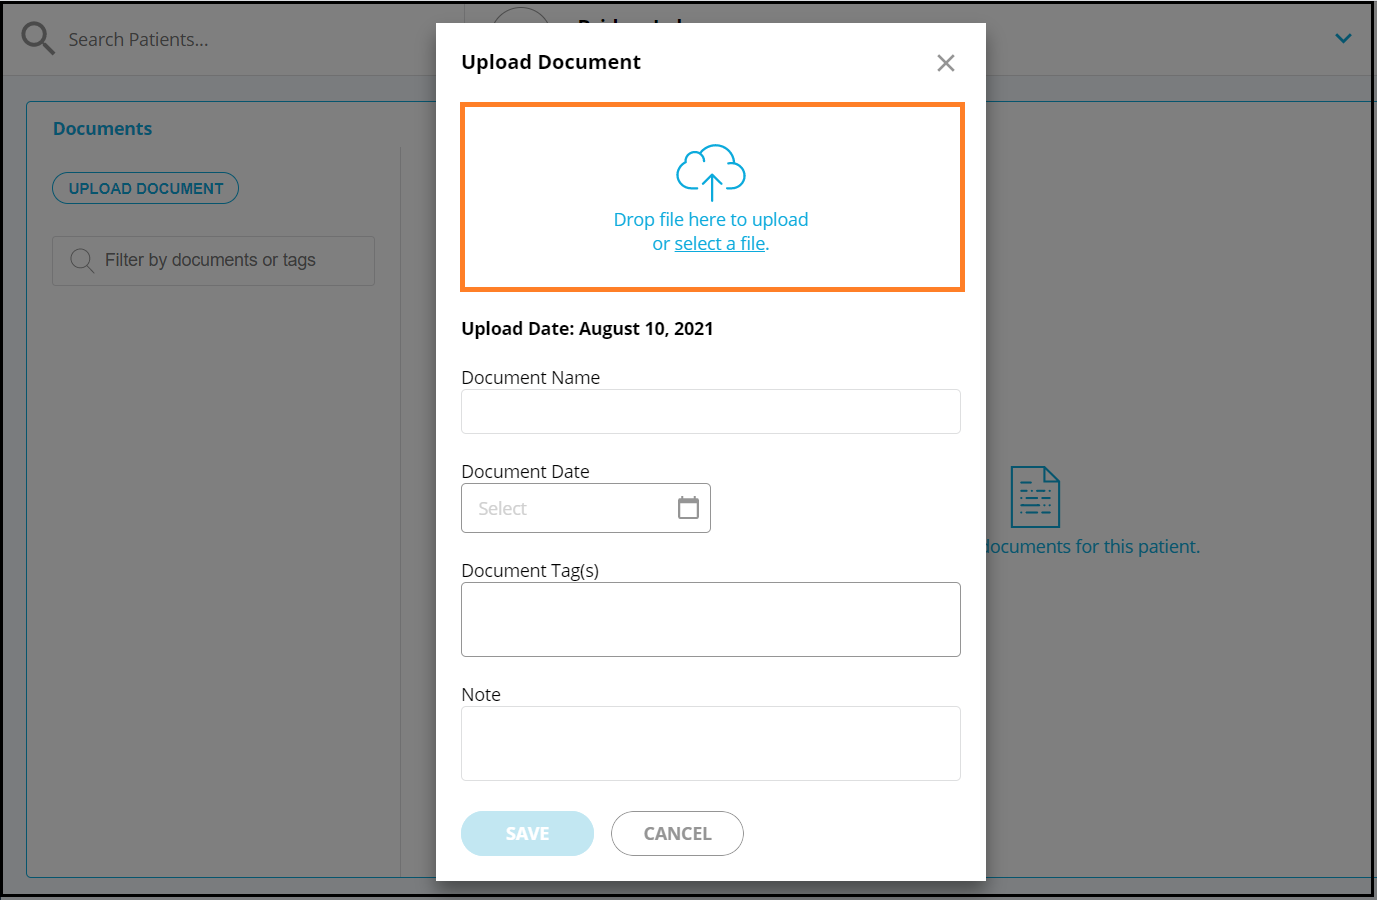 Search Patients...
Upload Document
Documents
UPLOAD DOCUMENT
Filter by documents or tags
Drop file here to upload
or select a file.
Upload Date: August 10, 2021
Document Name
Document Date
Select
Document Tag(s)
Note
SAVE
CANCEL
documents for this patient.